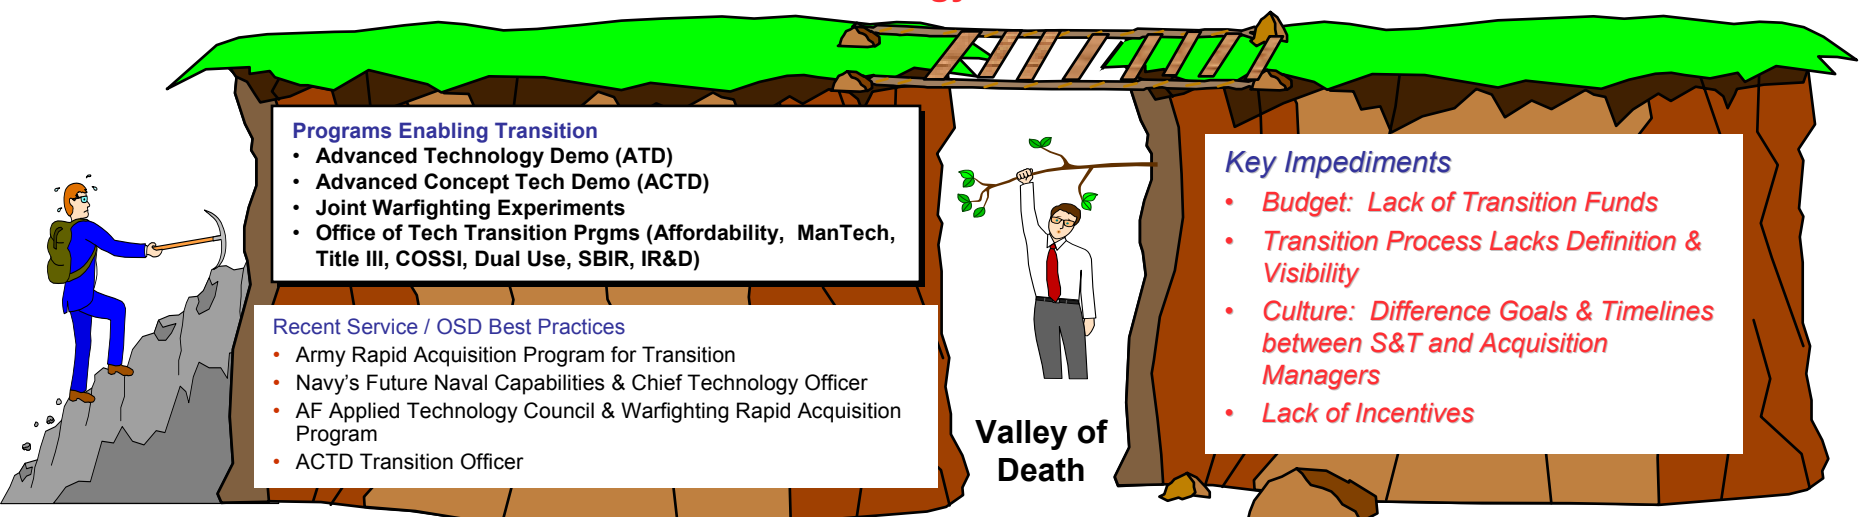 Programs Enabling Transition
• Advanced Technology Demo (ATD)
• Advanced Concept Tech Demo (ACTD)
• Joint Warfighting Experiments
• Office of Tech Transition Prgms (Affordability, ManTech,
Title III, COSSI, Dual Use, SBIR, IR&D)
Recent Service / OSD Best Practices
• Army Rapid Acquisition Program for Transition
• Navy’s Future Naval Capabilities & Chief Technology Officer
• AF Applied Technology Council & Warfighting Rapid Acquisition
Program
• ACTD Transition Officer
Valley of
Death
Key Impediments
• Budget: Lack of Transition Funds
• Transition Process Lacks Definition &
Visibility
• Culture: Difference Goals & Timelines
between S&T and Acquisition
Managers
• Lack of Incentives